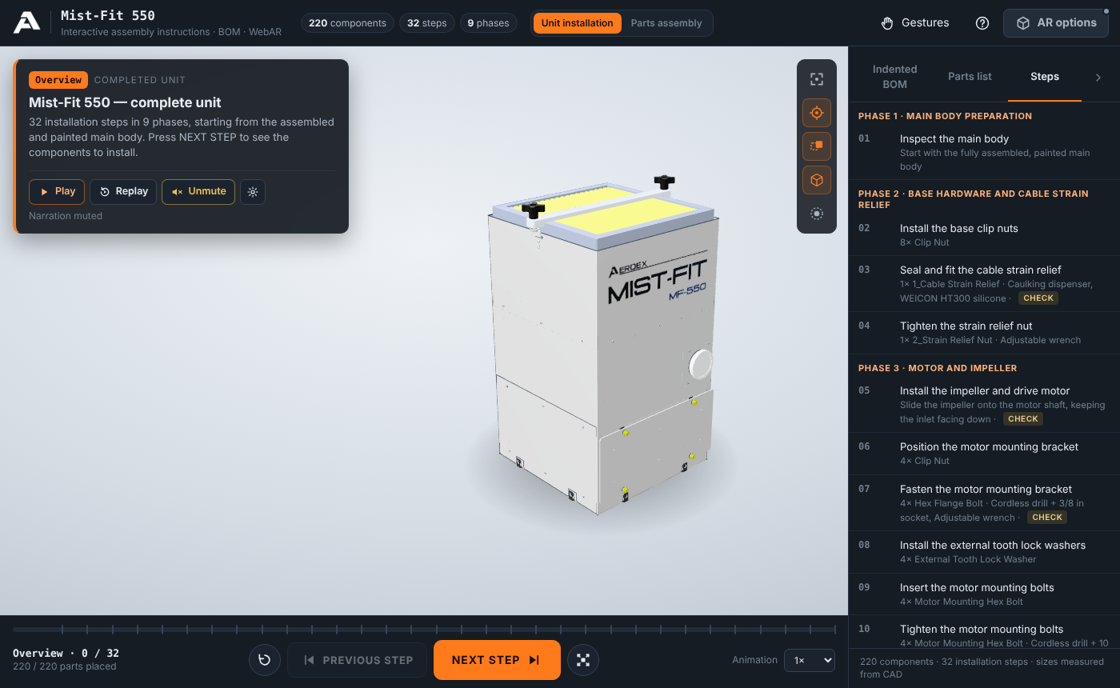 Mist-Fit 550
Interactive assembly instructions · BOM · WebAR
220 components
32 steps
9 phases
Unit installation
Parts assembly
Gestures
AR options
Overview COMPLETED UNIT
Mist-Fit 550 — complete unit
32 installation steps in 9 phases, starting from the assembled
and painted main body. Press NEXT STEP to see the
components to install.
Play
Replay
Unmute
Narration muted
AEROEX
MIST-FIT
MF-550
Indented
BOM
Parts list
Steps
PHASE 1 · MAIN BODY PREPARATION
01 Inspect the main body
Start with the fully assembled, painted main
body
PHASE 2 · BASE HARDWARE AND CABLE STRAIN
RELIEF
02 Install the base clip nuts
8× Clip Nut
03 Seal and fit the cable strain relief
1× 1_Cable Strain Relief · Caulking dispenser,
WEICON HT300 silicone · CHECK
04 Tighten the strain relief nut
1× 2_Strain Relief Nut · Adjustable wrench
PHASE 3 · MOTOR AND IMPELLER
05 Install the impeller and drive motor
Slide the impeller onto the motor shaft, keeping
the inlet facing down · CHECK
06 Position the motor mounting bracket
4× Clip Nut
07 Fasten the motor mounting bracket
4× Hex Flange Bolt · Cordless drill + 3/8 in
socket, Adjustable wrench · CHECK
08 Install the external tooth lock washers
4× External Tooth Lock Washer
09 Insert the motor mounting bolts
4× Motor Mounting Hex Bolt
10 Tighten the motor mounting bolts
4× Motor Mounting Hex Bolt · Cordless drill + 10
220 components · 32 installation steps · sizes measured
from CAD
Overview · 0 / 32
220 / 220 parts placed
PREVIOUS STEP
NEXT STEP
Animation
1×